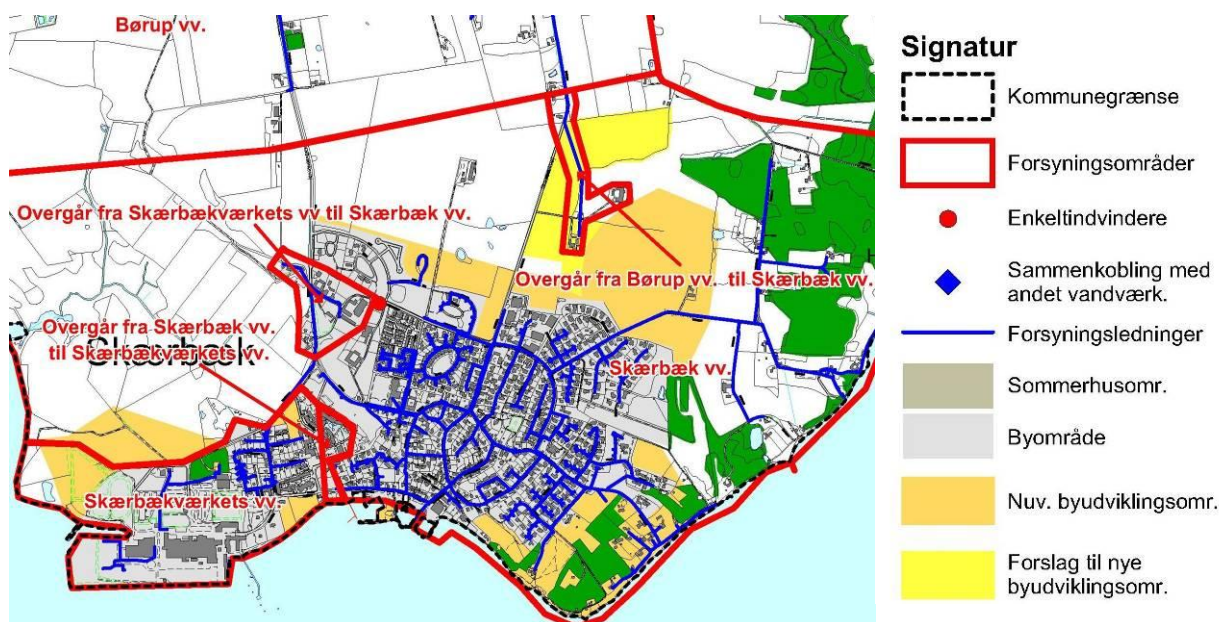 Børup vv.
Overgår fra Skærbækværkets vv til Skærbæk vv.
Overgår fra Børup vv. til Skærbæk vv.
Overgår fra Skærbæk vv.
til Skærbækværkets vv.
Skærbæk
Skærbæk vv.
Skærbækværkets vv.
Signatur
Kommunegrænse
Forsyningsområder
Enkeltindvindere
Sammenkobling med
andet vandværk.
Forsyningsledninger
Sommerhusomr.
Byområde
Nuv. byudviklingsomr.
Forslag til nye
byudviklingsomr.